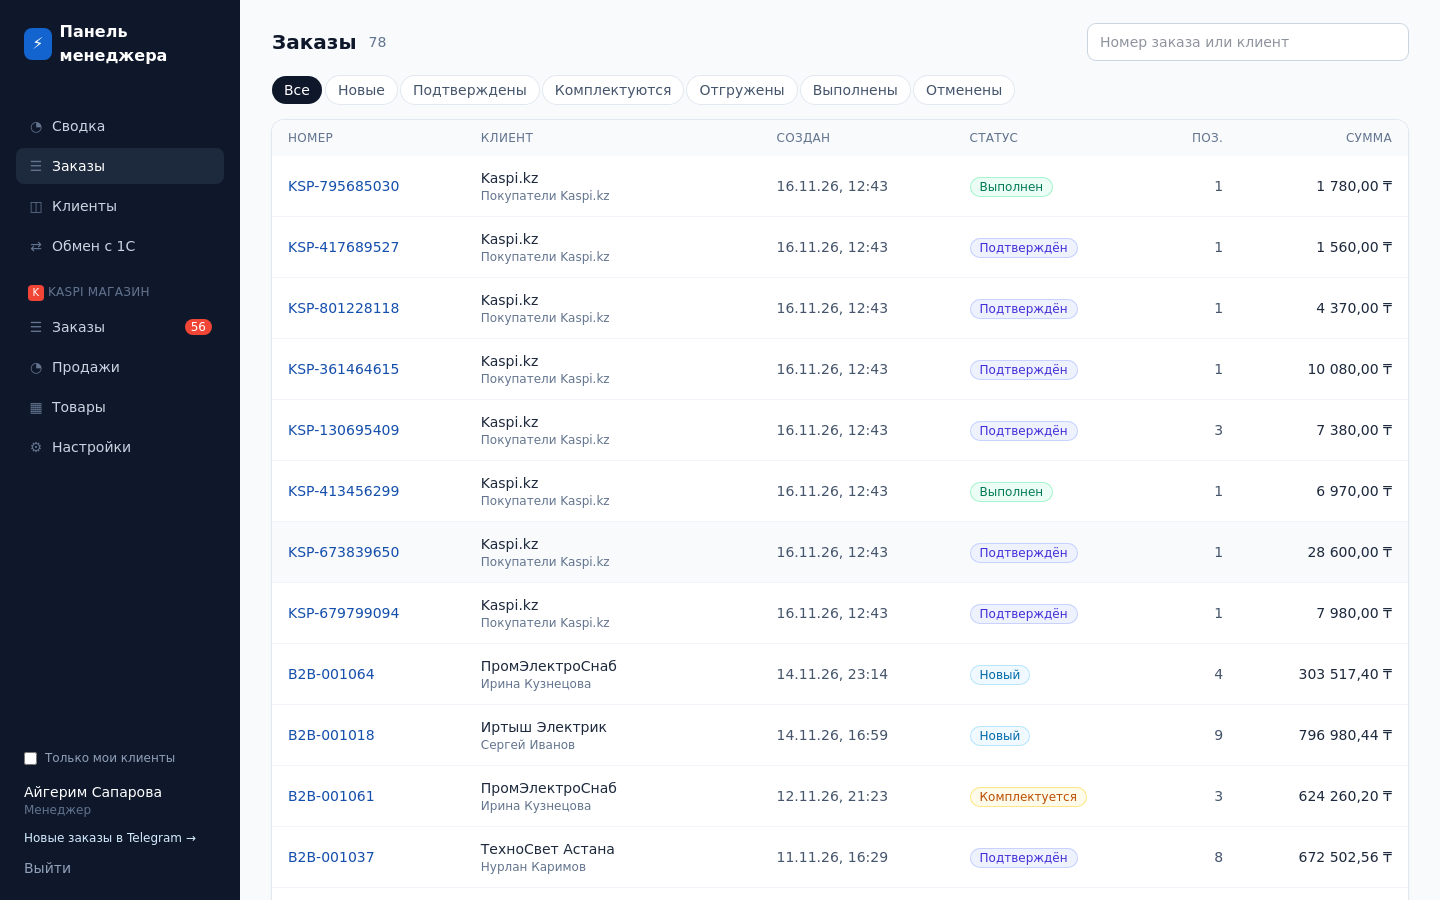 ⚡ Панель
менеджера
Сводка
Заказы
Клиенты
Обмен с 1С
K KASPI МАГАЗИН
Заказы 56
Продажи
Товары
Настройки
Только мои клиенты
Айгерим Сапарова
Менеджер
Новые заказы в Telegram →
Выйти
Заказы 78
Номер заказа или клиент
Все Новые Подтверждены Комплектуются Отгружены Выполнены Отменены
НОМЕР КЛИЕНТ СОЗДАН СТАТУС ПОЗ. СУММА
KSP-795685030 Kaspi.kz 16.11.26, 12:43 Выполнен 1 1 780,00 ₸
Покупатели Kaspi.kz
KSP-417689527 Kaspi.kz 16.11.26, 12:43 Подтверждён 1 1 560,00 ₸
Покупатели Kaspi.kz
KSP-801228118 Kaspi.kz 16.11.26, 12:43 Подтверждён 1 4 370,00 ₸
Покупатели Kaspi.kz
KSP-361464615 Kaspi.kz 16.11.26, 12:43 Подтверждён 1 10 080,00 ₸
Покупатели Kaspi.kz
KSP-130695409 Kaspi.kz 16.11.26, 12:43 Подтверждён 3 7 380,00 ₸
Покупатели Kaspi.kz
KSP-413456299 Kaspi.kz 16.11.26, 12:43 Выполнен 1 6 970,00 ₸
Покупатели Kaspi.kz
KSP-673839650 Kaspi.kz 16.11.26, 12:43 Подтверждён 1 28 600,00 ₸
Покупатели Kaspi.kz
KSP-679799094 Kaspi.kz 16.11.26, 12:43 Подтверждён 1 7 980,00 ₸
Покупатели Kaspi.kz
B2B-001064 ПромЭлектроСнаб 14.11.26, 23:14 Новый 4 303 517,40 ₸
Ирина Кузнецова
B2B-001018 Иртыш Электрик 14.11.26, 16:59 Новый 9 796 980,44 ₸
Сергей Иванов
B2B-001061 ПромЭлектроСнаб 12.11.26, 21:23 Комплектуется 3 624 260,20 ₸
Ирина Кузнецова
B2B-001037 ТехноСвет Астана 11.11.26, 16:29 Подтверждён 8 672 502,56 ₸
Нурлан Каримов